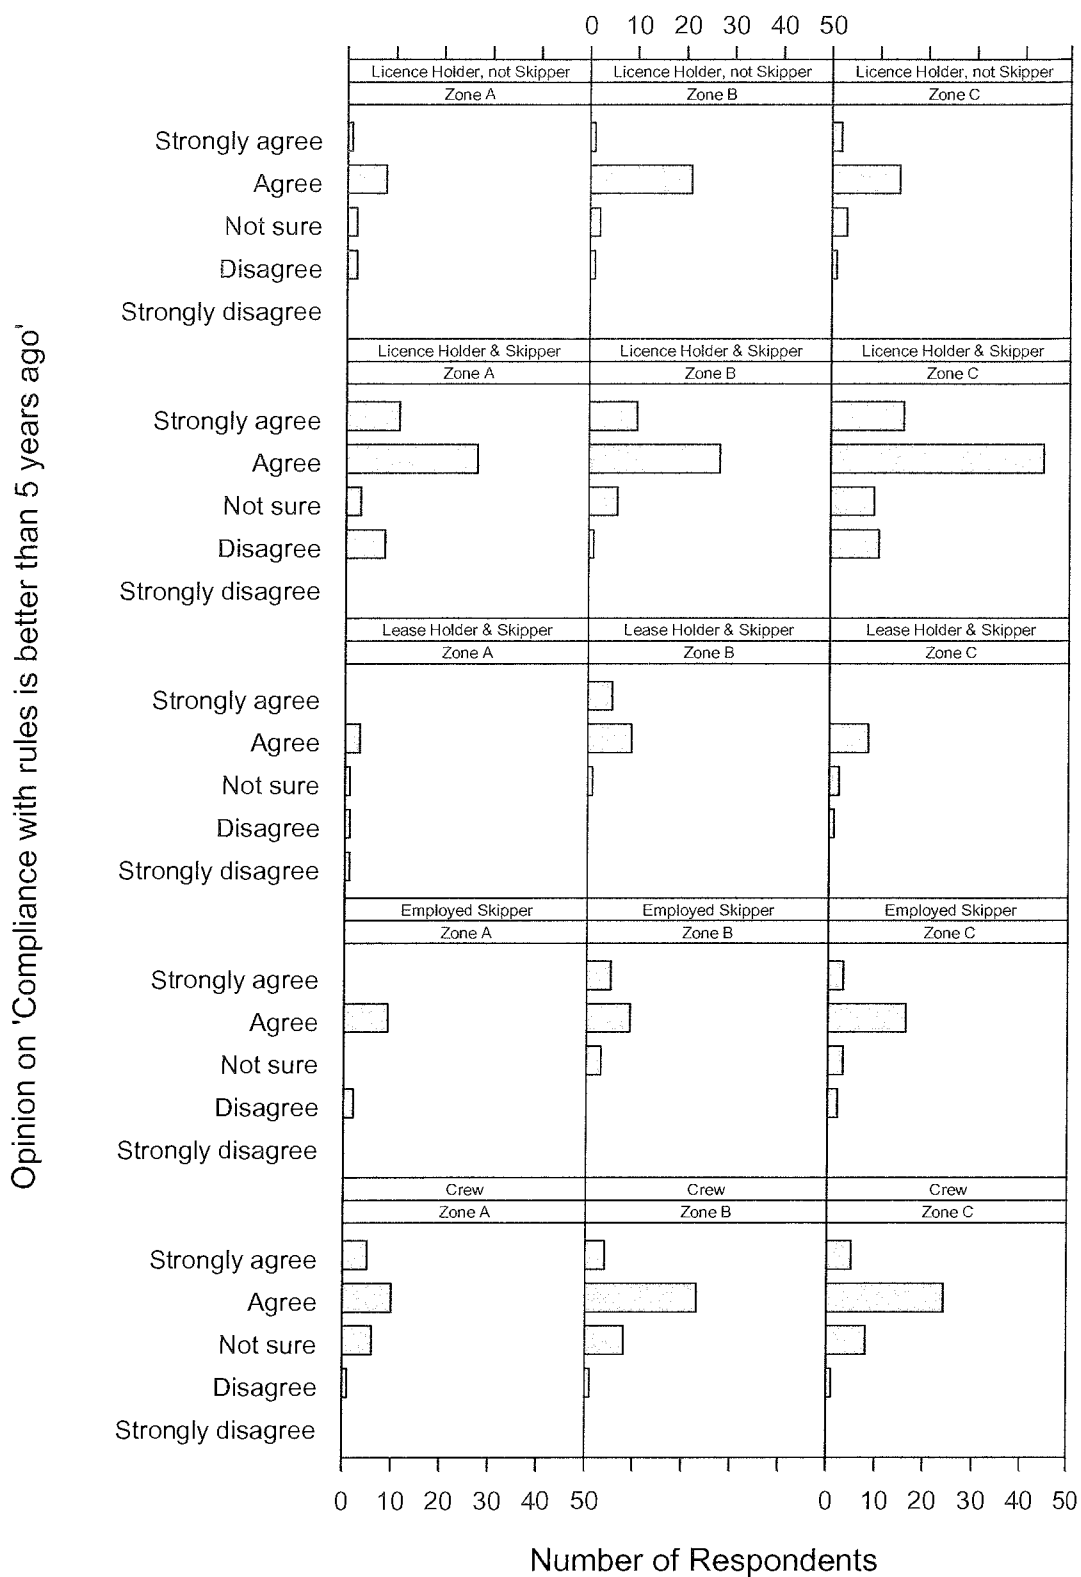 0 10 20 30 40 50
Licence Holder, not Skipper Licence Holder, not Skipper Licence Holder, not Skipper
Zone A Zone B Zone C
Strongly agree
Agree
Not sure
Disagree
Strongly disagree
Licence Holder & Skipper Licence Holder & Skipper Licence Holder & Skipper
Zone A Zone B Zone C
Strongly agree
Agree
Not sure
Disagree
Strongly disagree
Lease Holder & Skipper Lease Holder & Skipper Lease Holder & Skipper
Zone A Zone B Zone C
Strongly agree
Agree
Not sure
Disagree
Strongly disagree
Employed Skipper Employed Skipper Employed Skipper
Zone A Zone B Zone C
Strongly agree
Agree
Not sure
Disagree
Strongly disagree
Crew Crew Crew
Zone A Zone B Zone C
Strongly agree
Agree
Not sure
Disagree
Strongly disagree
0 10 20 30 40 50 0 10 20 30 40 50
Number of Respondents
Opinion on 'Compliance with rules is better than 5 years ago'